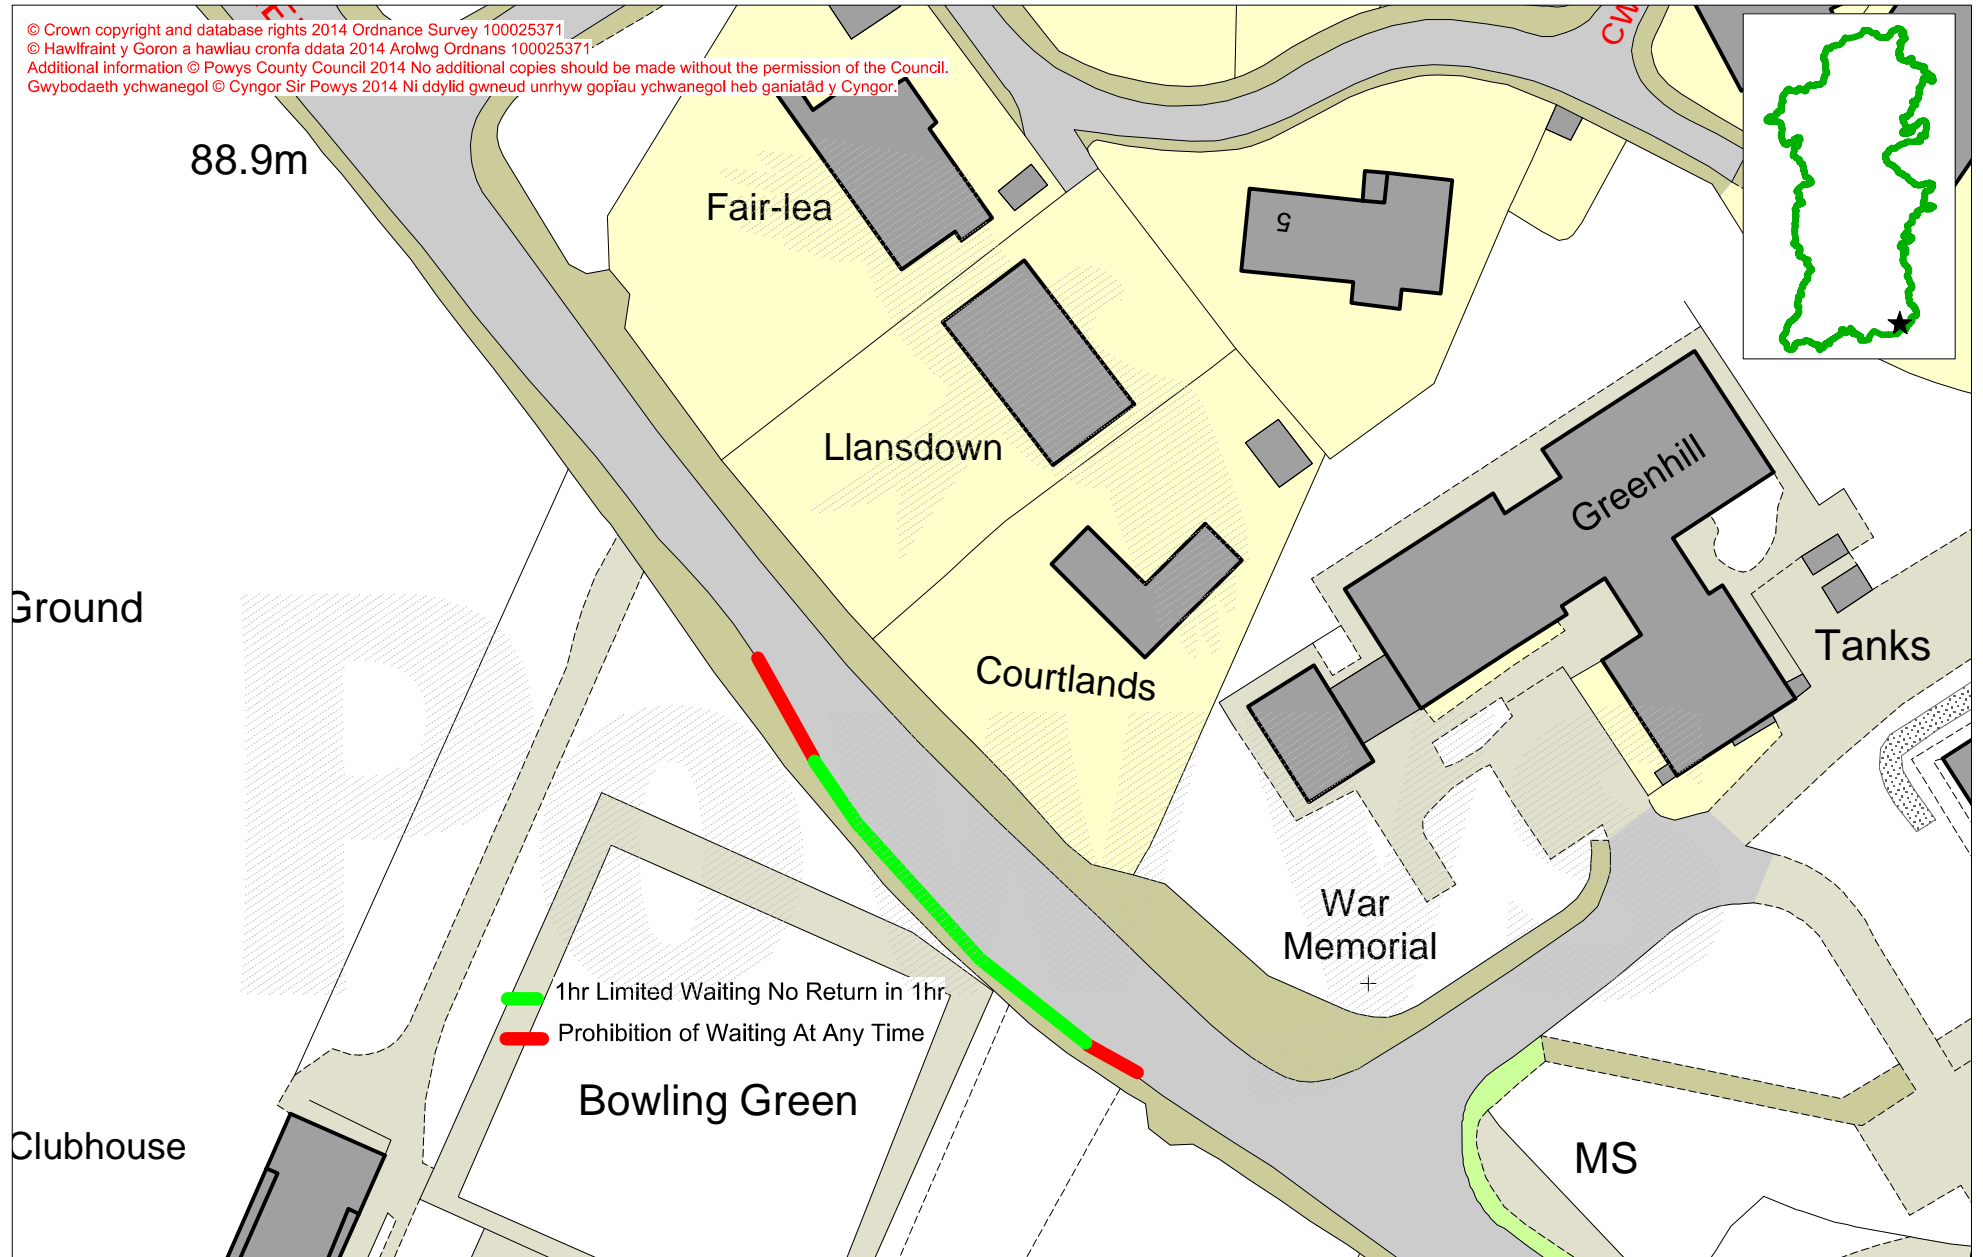 © Crown copyright and database rights 2014 Ordnance Survey 100025371
© Hawlfraint y Goron a hawliau cronfa ddata 2014 Arolwg Ordnans 100025371
Additional information © Powys County Council 2014 No additional copies should be made without the permission of the Council.
Gwybodaeth ychwanegol © Cyngor Sir Powys 2014 Ni ddylid gwneud unrhyw gopïau ychwanegol heb ganiatâd y Cyngor.
CW
88.9m
Fair-lea
5
Llansdown
Greenhill
Ground
Tanks
Courtlands
War
Memorial
1hr Limited Waiting No Return in 1hr
Prohibition of Waiting At Any Time
Bowling Green
Clubhouse
MS